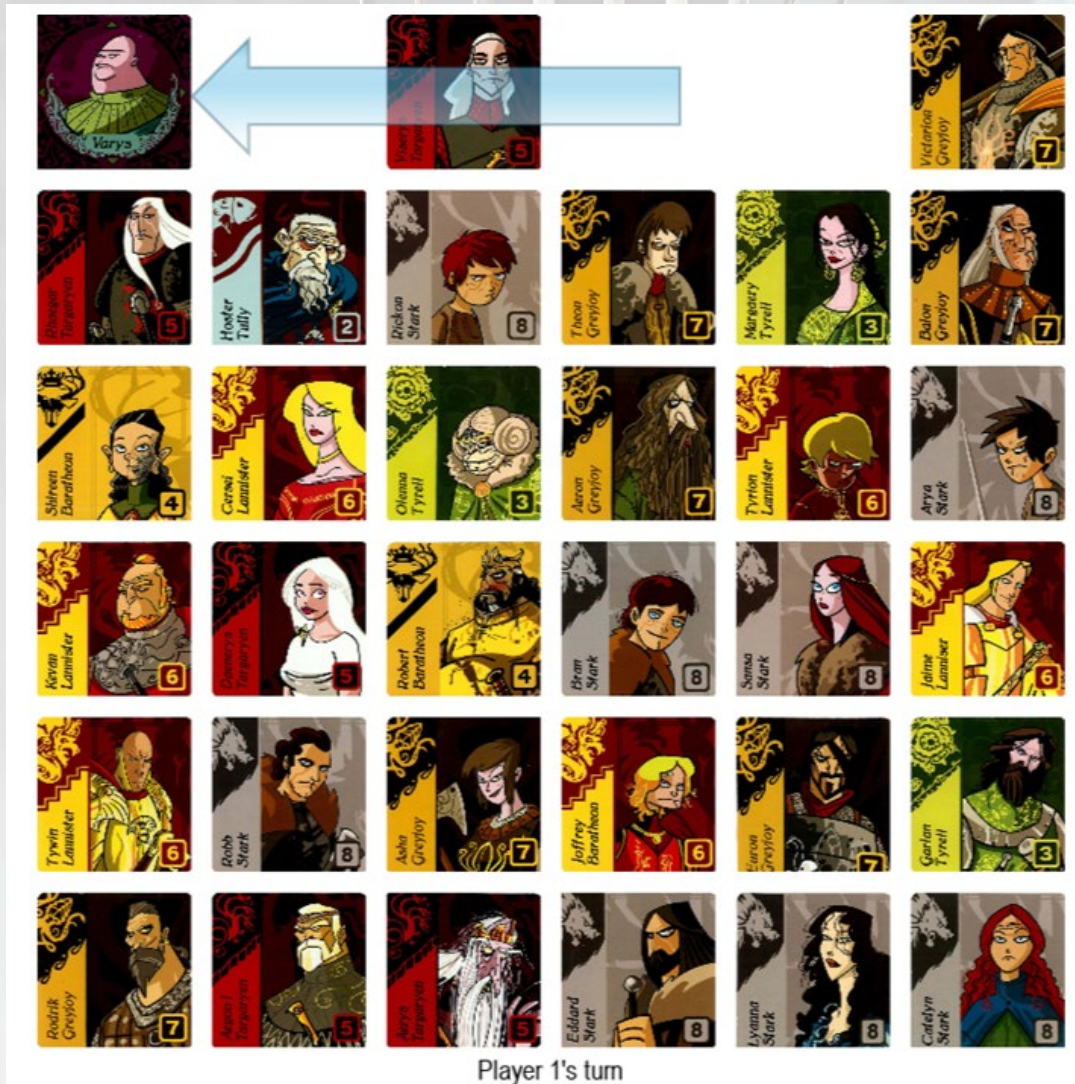 Varys
Viserys
Targaryen
5
Victarion
Greyjoy
7
Rhaegar
Targaryen
5
Hoster
Tully
2
Rickon
Stark
8
Theon
Greyjoy
7
Margaery
Tyrell
3
Balon
Greyjoy
7
Shireen
Baratheon
4
Cersei
Lannister
6
Olenna
Tyrell
3
Aeron
Greyjoy
7
Tyrion
Lannister
6
Arya
Stark
8
Kevan
Lannister
6
Daenerys
Targaryen
5
Robert
Baratheon
4
Bran
Stark
8
Sansa
Stark
8
Jaime
Lanniser
6
Tywin
Lannister
6
Robb
Stark
8
Asha
Greyjoy
7
Joffrey
Baratheon
6
Euron
Greyjoy
7
Garlan
Tyrell
3
Rodrik
Greyjoy
7
Aegon I
Targaryen
5
Aerys
Targaryen
5
Eddard
Stark
8
Lyanna
Stark
8
Catelyn
Stark
8
Player 1's turn